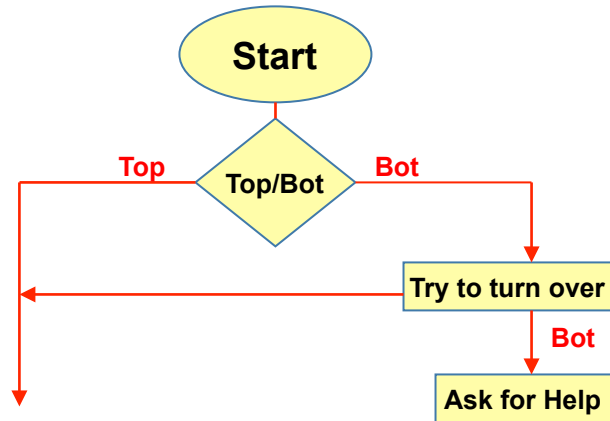 Start
Top
Top/Bot
Bot
Try to turn over
Bot
Ask for Help